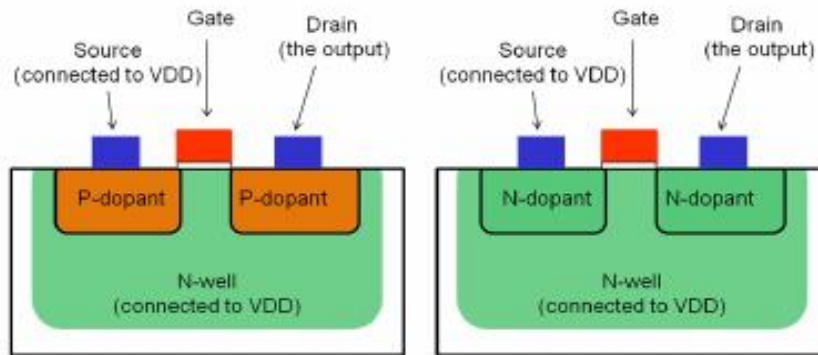 Gate
Source
(connected to VDD)
Drain
(the output)
P-dopant
P-dopant
N-well
(connected to VDD)
Gate
Source
(connected to VDD)
Drain
(the output)
N-dopant
N-dopant
N-well
(connected to VDD)